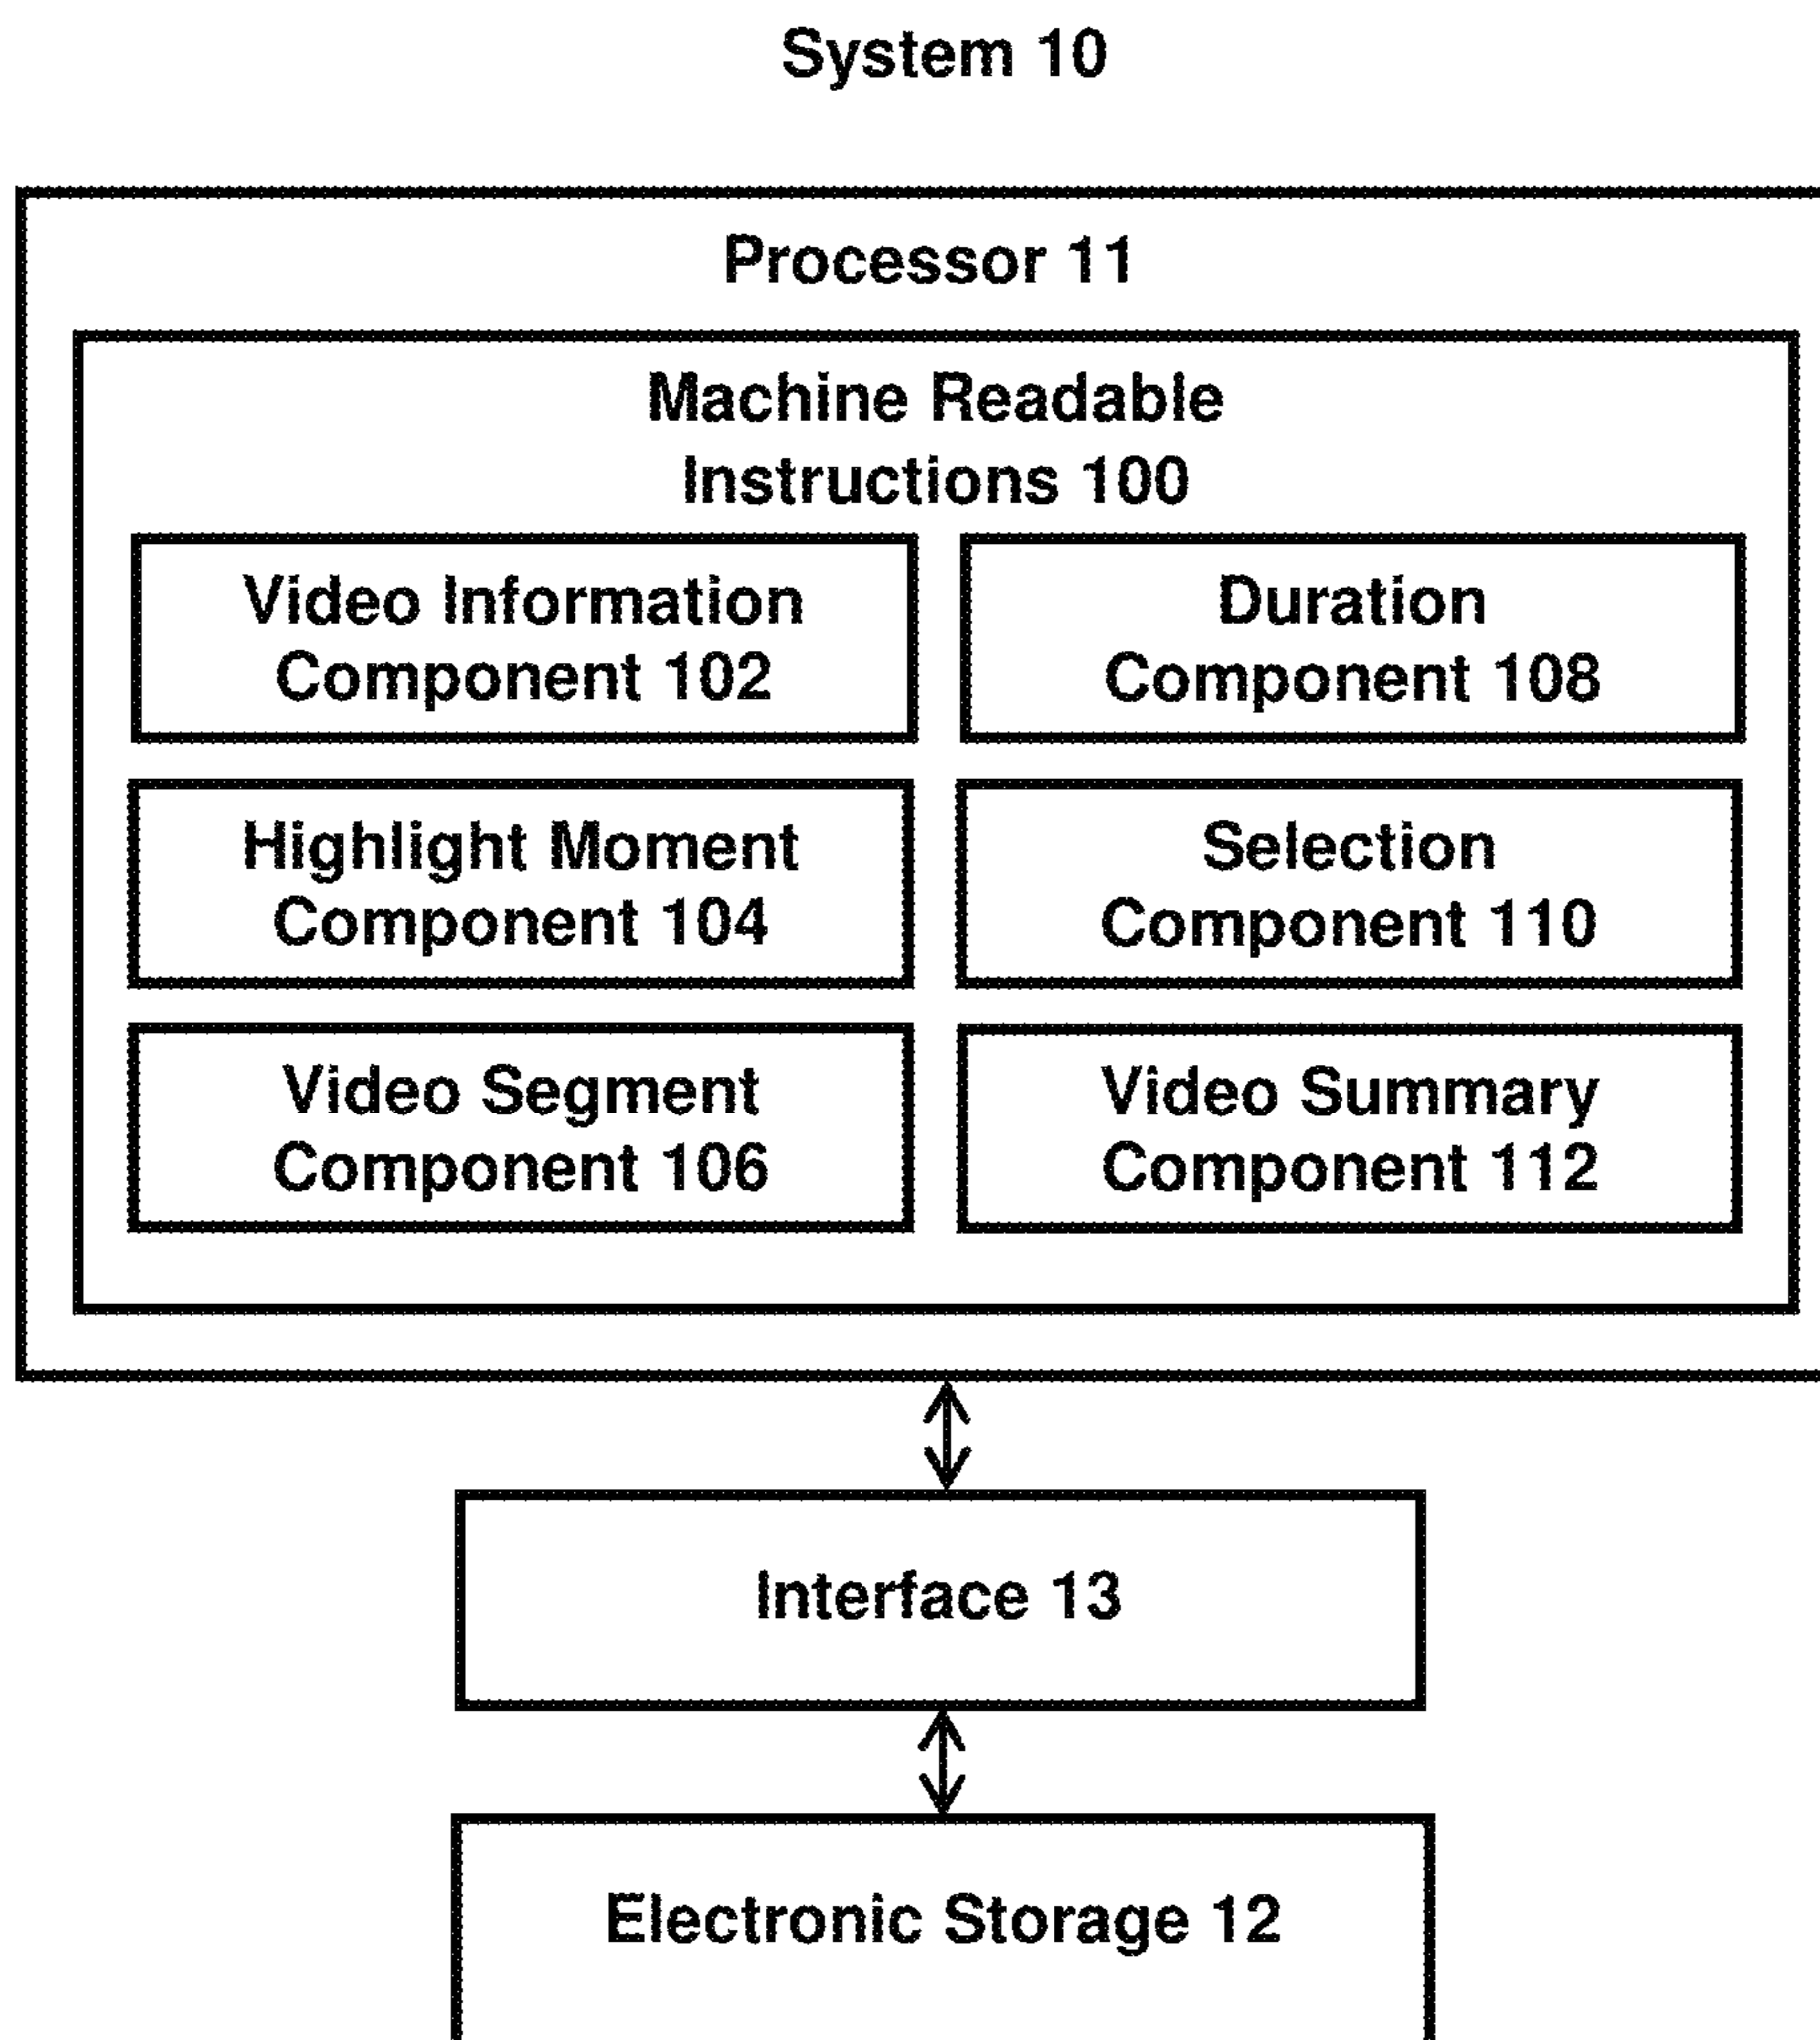 System 10
Processor 11
Machine Readable
Instructions 100
Video Information
Component 102
Duration
Component 108
Highlight Moment
Component 104
Selection
Component 110
Video Segment
Component 106
Video Summary
Component 112
Interface 13
Electronic Storage 12